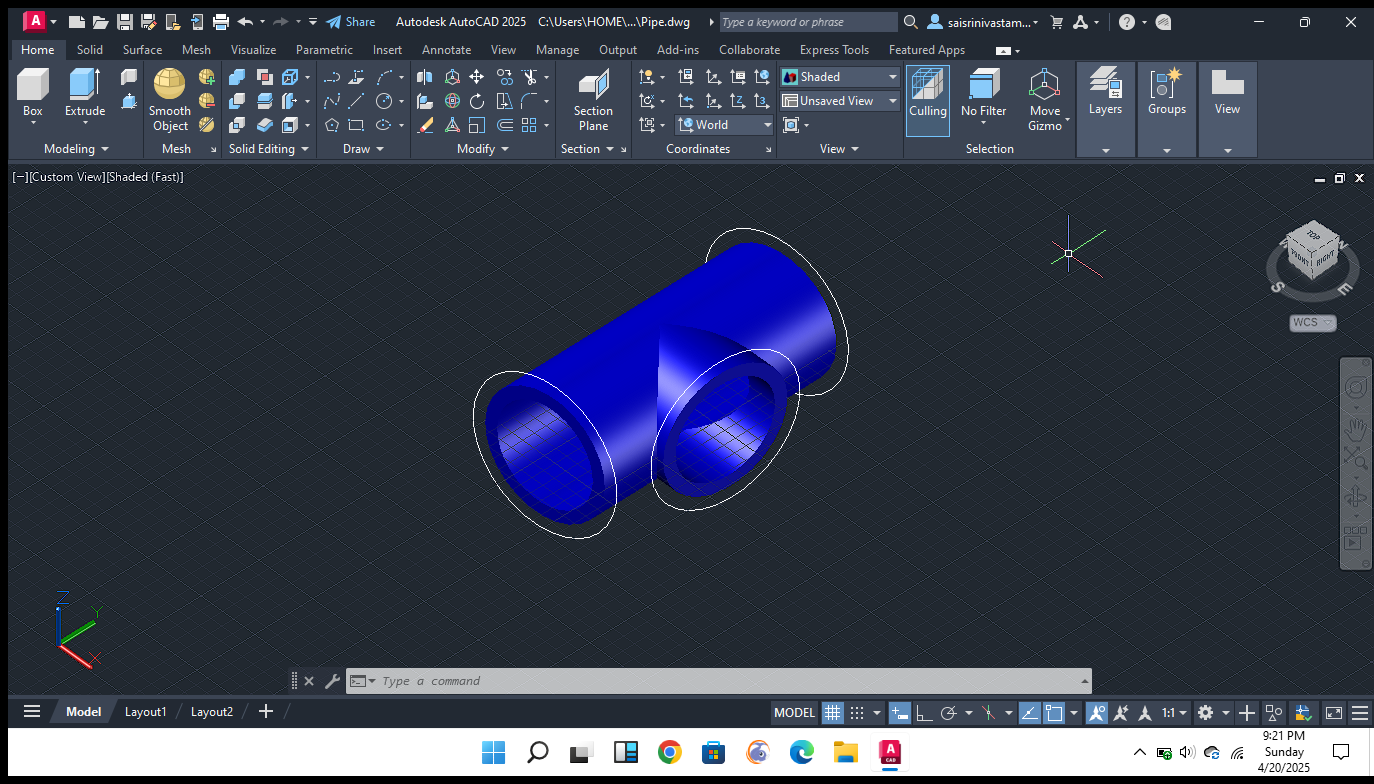 A CAD Share Autodesk AutoCAD 2025 C:\Users\HOME\...\Pipe.dwg Type a keyword or phrase saisrinivastam...
Home Solid Surface Mesh Visualize Parametric Insert Annotate View Manage Output Add-ins Collaborate Express Tools Featured Apps
Box Extrude Smooth Object Section Plane Shaded Unsaved View World Culling No Filter Move Gizmo Layers Groups View
Modeling Mesh Solid Editing Draw Modify Section Coordinates View Selection
[−][Custom View][Shaded (Fast)]
TOP
FRONT RIGHT
W N
S E
WCS
Z
Y
X
Type a command
Model Layout1 Layout2 MODEL 1:1
9:21 PM
Sunday
4/20/2025
A
CAD